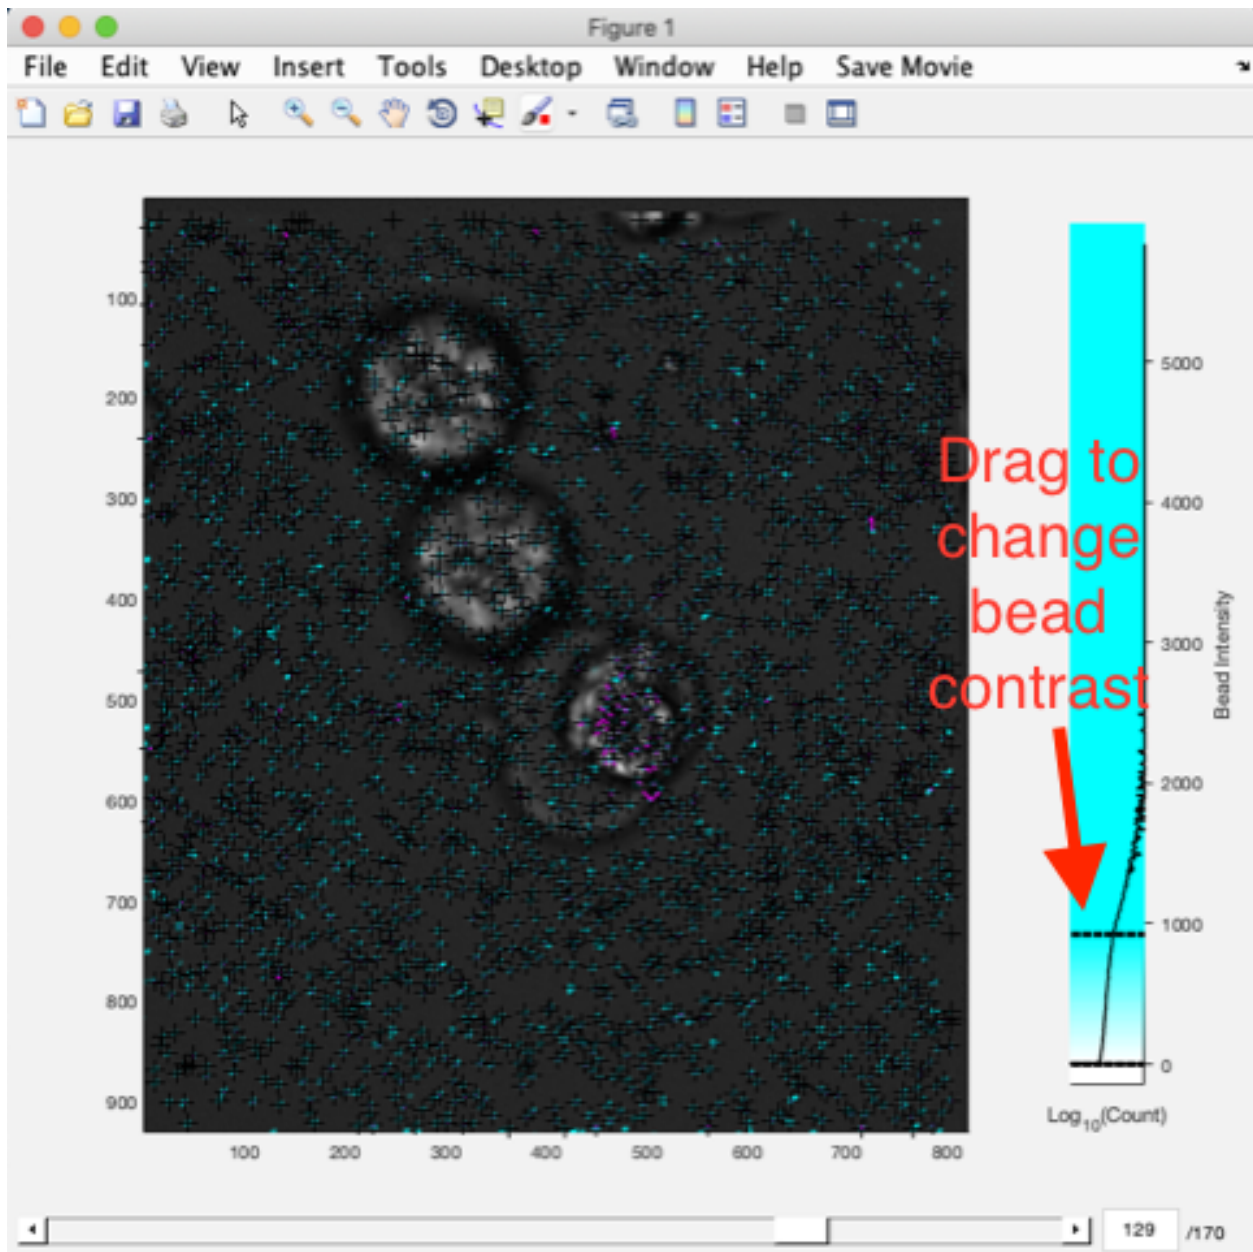 Figure 1
File Edit View Insert Tools Desktop Window Help Save Movie
100
200
300
400
500
600
700
800
900
100 200 300 400 500 600 700 800
Drag to
change
bead
contrast
5000
4000
3000
2000
1000
0
Bead Intensity
Log10(Count)
129 /170